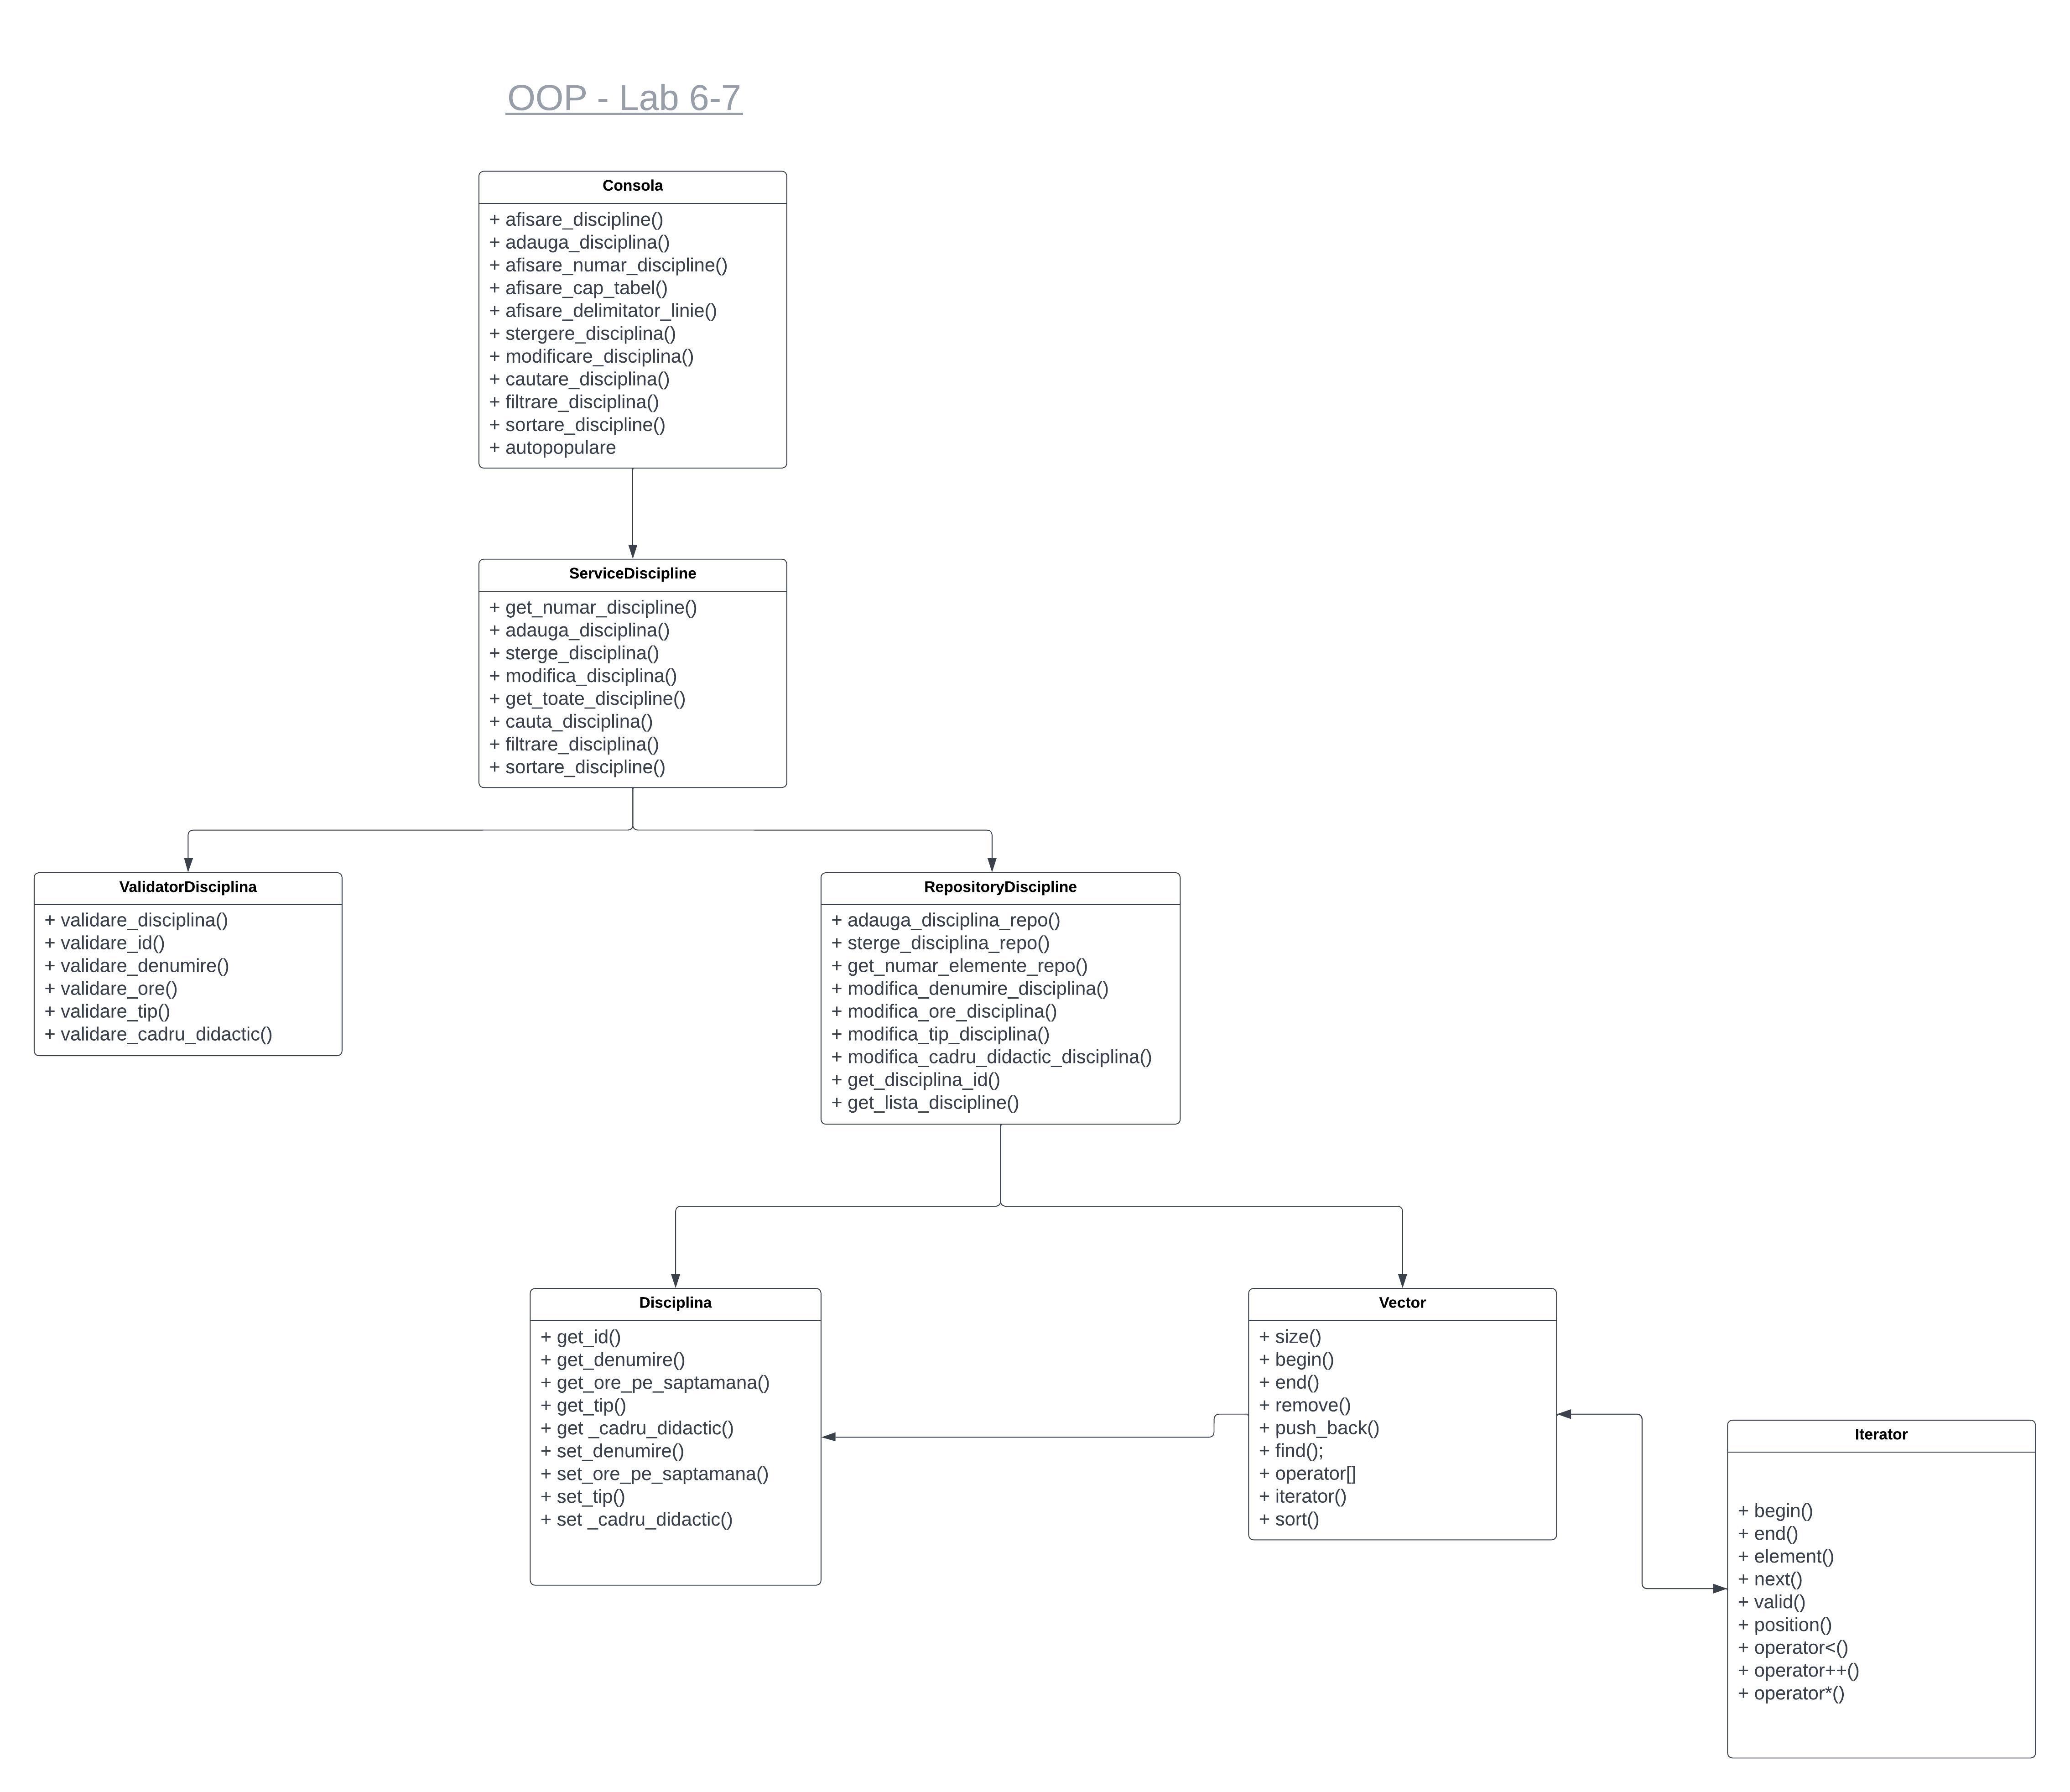 OOP - Lab 6-7
Consola
+ afisare_discipline()
+ adauga_disciplina()
+ afisare_numar_discipline()
+ afisare_cap_tabel()
+ afisare_delimitator_linie()
+ stergere_disciplina()
+ modificare_disciplina()
+ cautare_disciplina()
+ filtrare_disciplina()
+ sortare_discipline()
+ autopopulare
ServiceDiscipline
+ get_numar_discipline()
+ adauga_disciplina()
+ sterge_disciplina()
+ modifica_disciplina()
+ get_toate_discipline()
+ cauta_disciplina()
+ filtrare_disciplina()
+ sortare_discipline()
ValidatorDisciplina
+ validare_disciplina()
+ validare_id()
+ validare_denumire()
+ validare_ore()
+ validare_tip()
+ validare_cadru_didactic()
RepositoryDiscipline
+ adauga_disciplina_repo()
+ sterge_disciplina_repo()
+ get_numar_elemente_repo()
+ modifica_denumire_disciplina()
+ modifica_ore_disciplina()
+ modifica_tip_disciplina()
+ modifica_cadru_didactic_disciplina()
+ get_disciplina_id()
+ get_lista_discipline()
Disciplina
+ get_id()
+ get_denumire()
+ get_ore_pe_saptamana()
+ get_tip()
+ get _cadru_didactic()
+ set_denumire()
+ set_ore_pe_saptamana()
+ set_tip()
+ set _cadru_didactic()
Vector
+ size()
+ begin()
+ end()
+ remove()
+ push_back()
+ find();
+ operator[]
+ iterator()
+ sort()
Iterator
+ begin()
+ end()
+ element()
+ next()
+ valid()
+ position()
+ operator<()
+ operator++()
+ operator*()